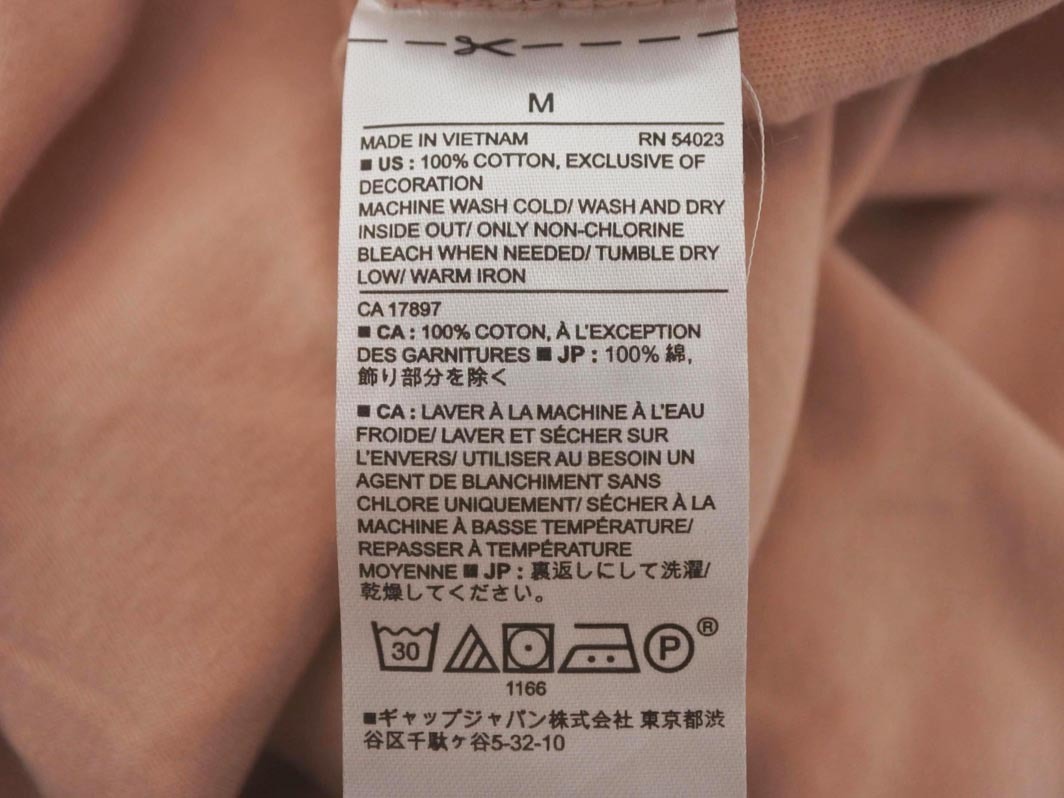 M
MADE IN VIETNAM RN 54023
■ US : 100% COTTON, EXCLUSIVE OF
DECORATION
MACHINE WASH COLD/ WASH AND DRY
INSIDE OUT/ ONLY NON-CHLORINE
BLEACH WHEN NEEDED/ TUMBLE DRY
LOW/ WARM IRON
CA 17897
■ CA : 100% COTON, À L'EXCEPTION
DES GARNITURES ■ JP : 100% 綿,
飾り部分を除く
■ CA : LAVER À LA MACHINE À L'EAU
FROIDE/ LAVER ET SÉCHER SUR
L'ENVERS/ UTILISER AU BESOIN UN
AGENT DE BLANCHIMENT SANS
CHLORE UNIQUEMENT/ SÉCHER À LA
MACHINE À BASSE TEMPÉRATURE/
REPASSER À TEMPÉRATURE
MOYENNE ■ JP : 裏返しにして洗濯/
乾燥してください。
30 P ®
1166
■ギャップジャパン株式会社 東京都渋
谷区千駄ヶ谷5-32-10